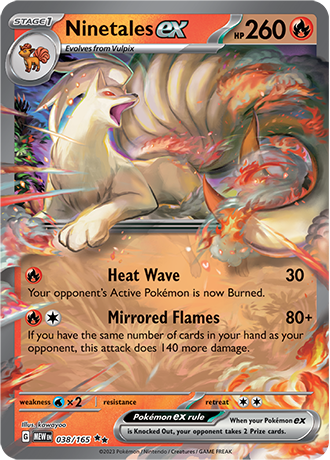 STAGE 1
Ninetales ex
HP 260
Evolves from Vulpix
Heat Wave 30
Your opponent's Active Pokémon is now Burned.
Mirrored Flames 80+
If you have the same number of cards in your hand as your
opponent, this attack does 140 more damage.
weakness ×2 resistance retreat
Illus. kawayoo
Pokémon ex rule
When your Pokémon ex
is Knocked Out, your opponent takes 2 Prize cards.
G MEW EN 038/165
©2023 Pokémon / Nintendo / Creatures / GAME FREAK.